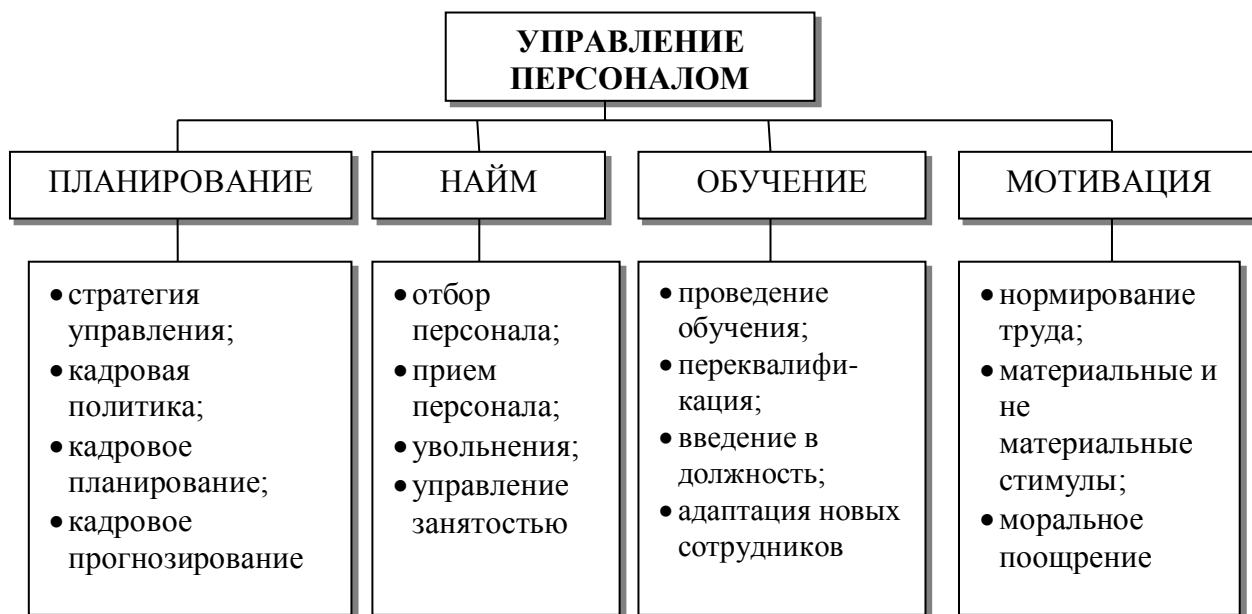 УПРАВЛЕНИЕ
ПЕРСОНАЛОМ
ПЛАНИРОВАНИЕ
НАЙМ
ОБУЧЕНИЕ
МОТИВАЦИЯ
• стратегия
управления;
• кадровая
политика;
• кадровое
планирование;
• кадровое
прогнозирование
• отбор
персонала;
• прием
персонала;
• увольнения;
• управление
занятостью
• проведение
обучения;
• переквалифи-
кация;
• введение в
должность;
• адаптация новых
сотрудников
• нормирование
труда;
• материальные и
не
материальные
стимулы;
• моральное
поощрение